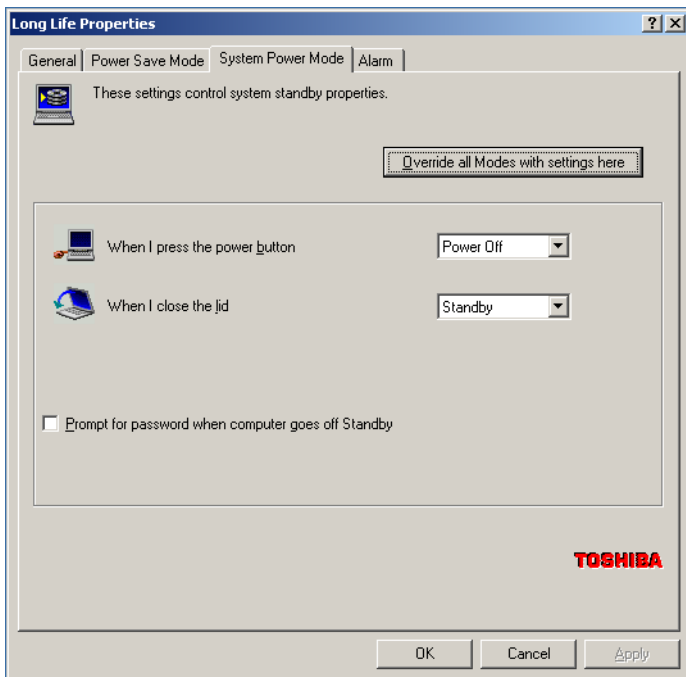 Long Life Properties
General Power Save Mode System Power Mode Alarm
These settings control system standby properties.
Override all Modes with settings here
When I press the power button Power Off
When I close the lid Standby
Prompt for password when computer goes off Standby
TOSHIBA
OK Cancel Apply